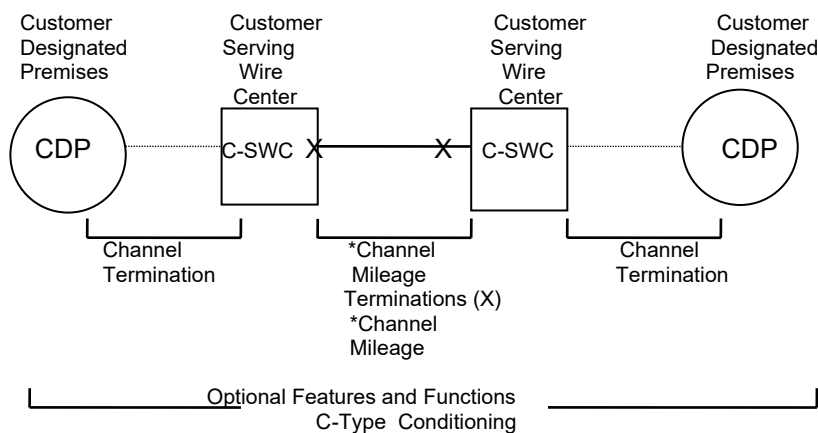 Customer
Designated
Premises
Customer
Serving
Wire
Center
Customer
Serving
Wire
Center
Customer
Designated
Premises
CDP
C-SWC
X
X
C-SWC
CDP
Channel
Termination
*Channel
Mileage
Terminations (X)
*Channel
Mileage
Channel
Termination
Optional Features and Functions
C-Type Conditioning